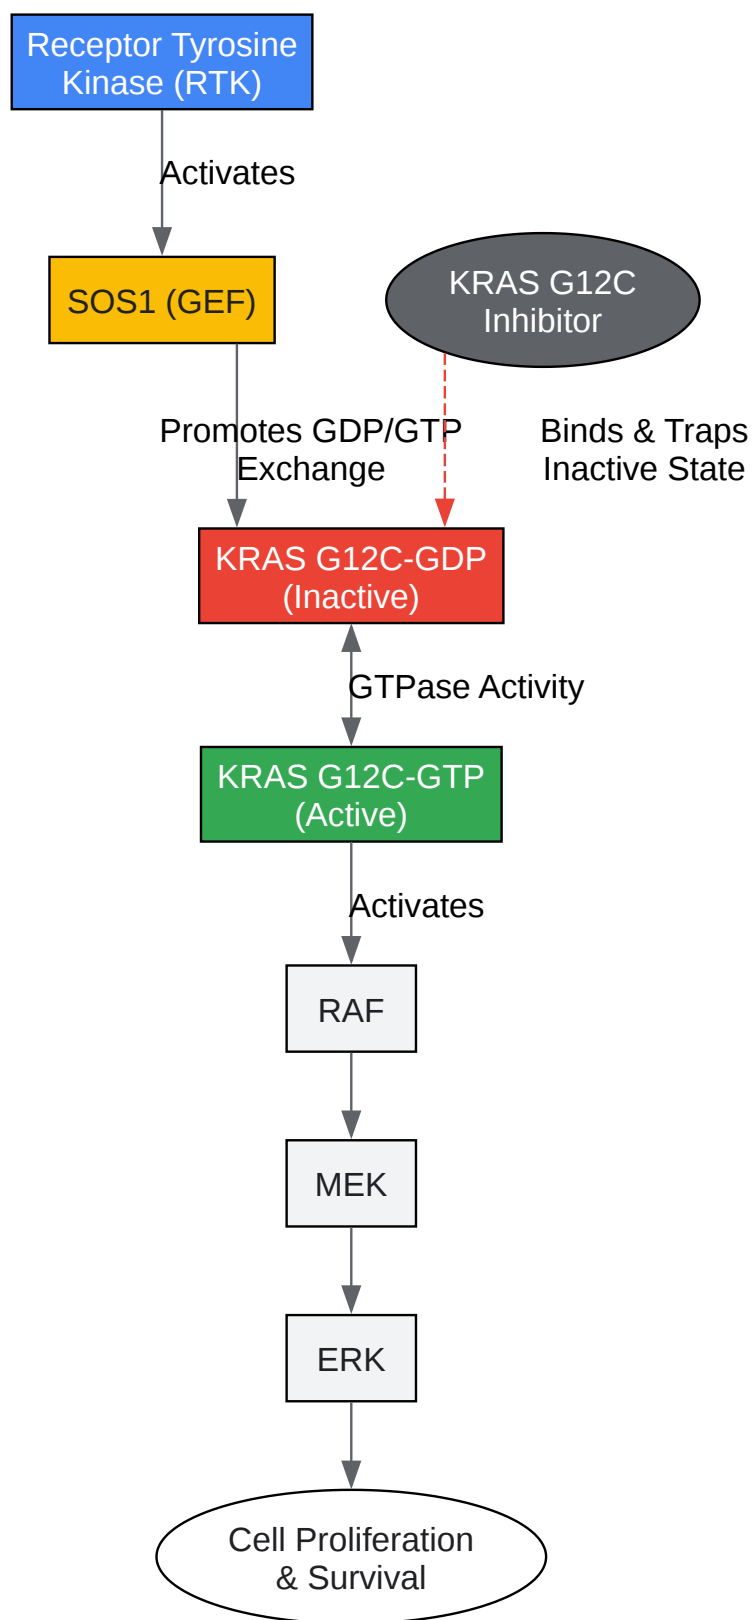 Receptor Tyrosine
Kinase (RTK)
Activates
SOS1 (GEF)
KRAS G12C
Inhibitor
Promotes GDP/GTP
Exchange
Binds & Traps
Inactive State
KRAS G12C-GDP
(Inactive)
GTPase Activity
KRAS G12C-GTP
(Active)
Activates
RAF
MEK
ERK
Cell Proliferation
& Survival